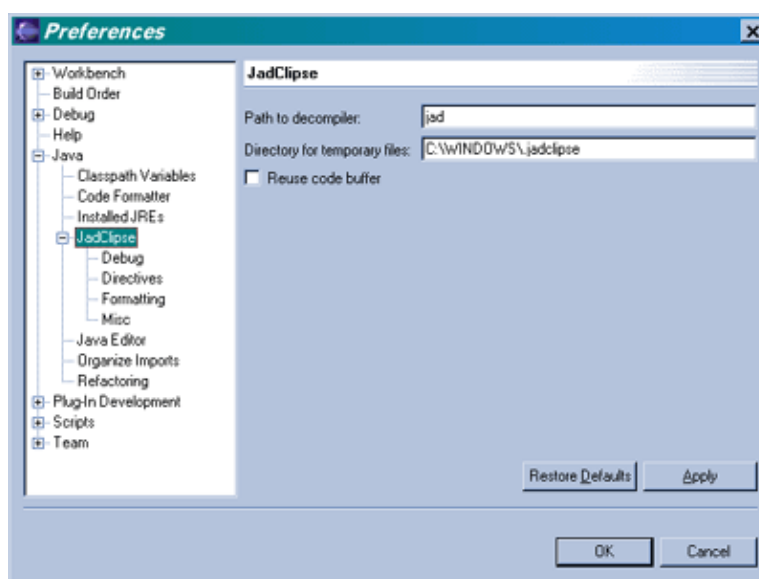 Preferences
Workbench
Build Order
Debug
Help
Java
Classpath Variables
Code Formatter
Installed JREs
JadClipse
Debug
Directives
Formatting
Misc
Java Editor
Organize Imports
Refactoring
Plug-In Development
Scripts
Team
JadClipse
Path to decompiler: jad
Directory for temporary files: C:\WINDOWS\.jadclipse
Reuse code buffer
Restore Defaults Apply
OK Cancel